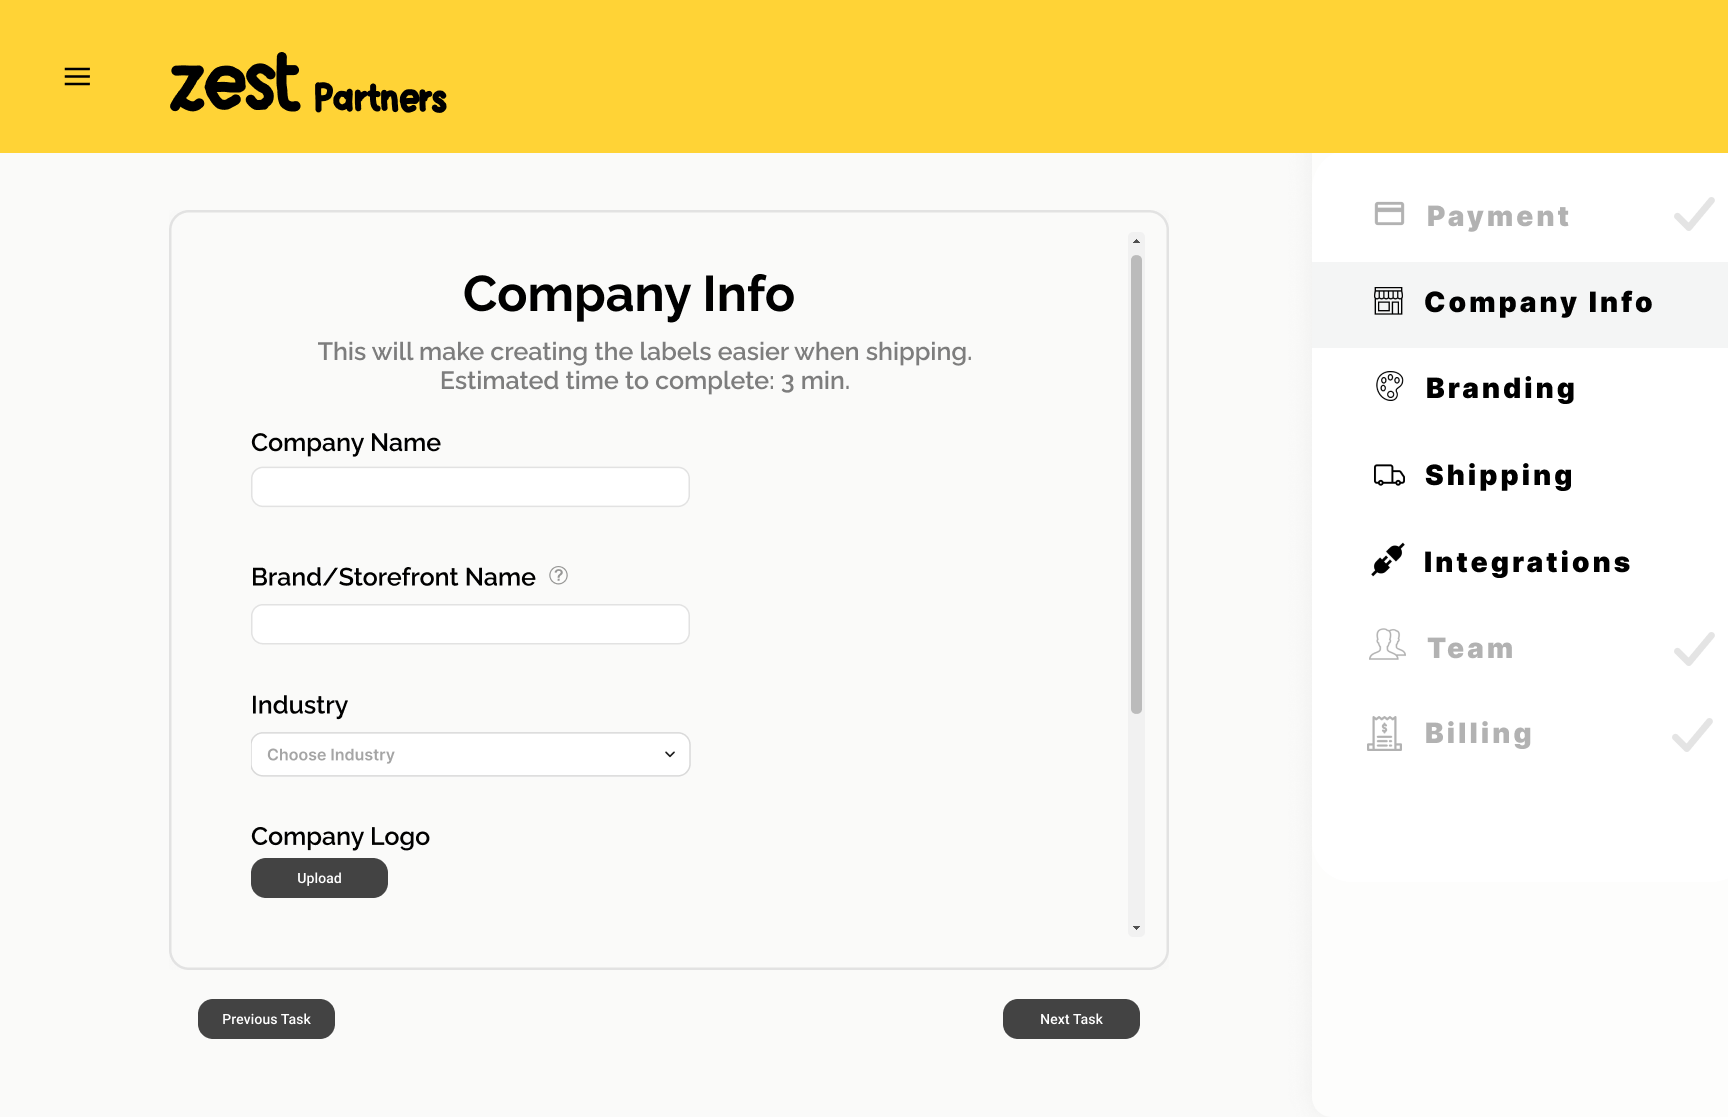 zest Partners
Company Info
This will make creating the labels easier when shipping.
Estimated time to complete: 3 min.
Company Name
Brand/Storefront Name ?
Industry
Choose Industry
Company Logo
Upload
Previous Task
Next Task
Payment
Company Info
Branding
Shipping
Integrations
Team
$
Billing